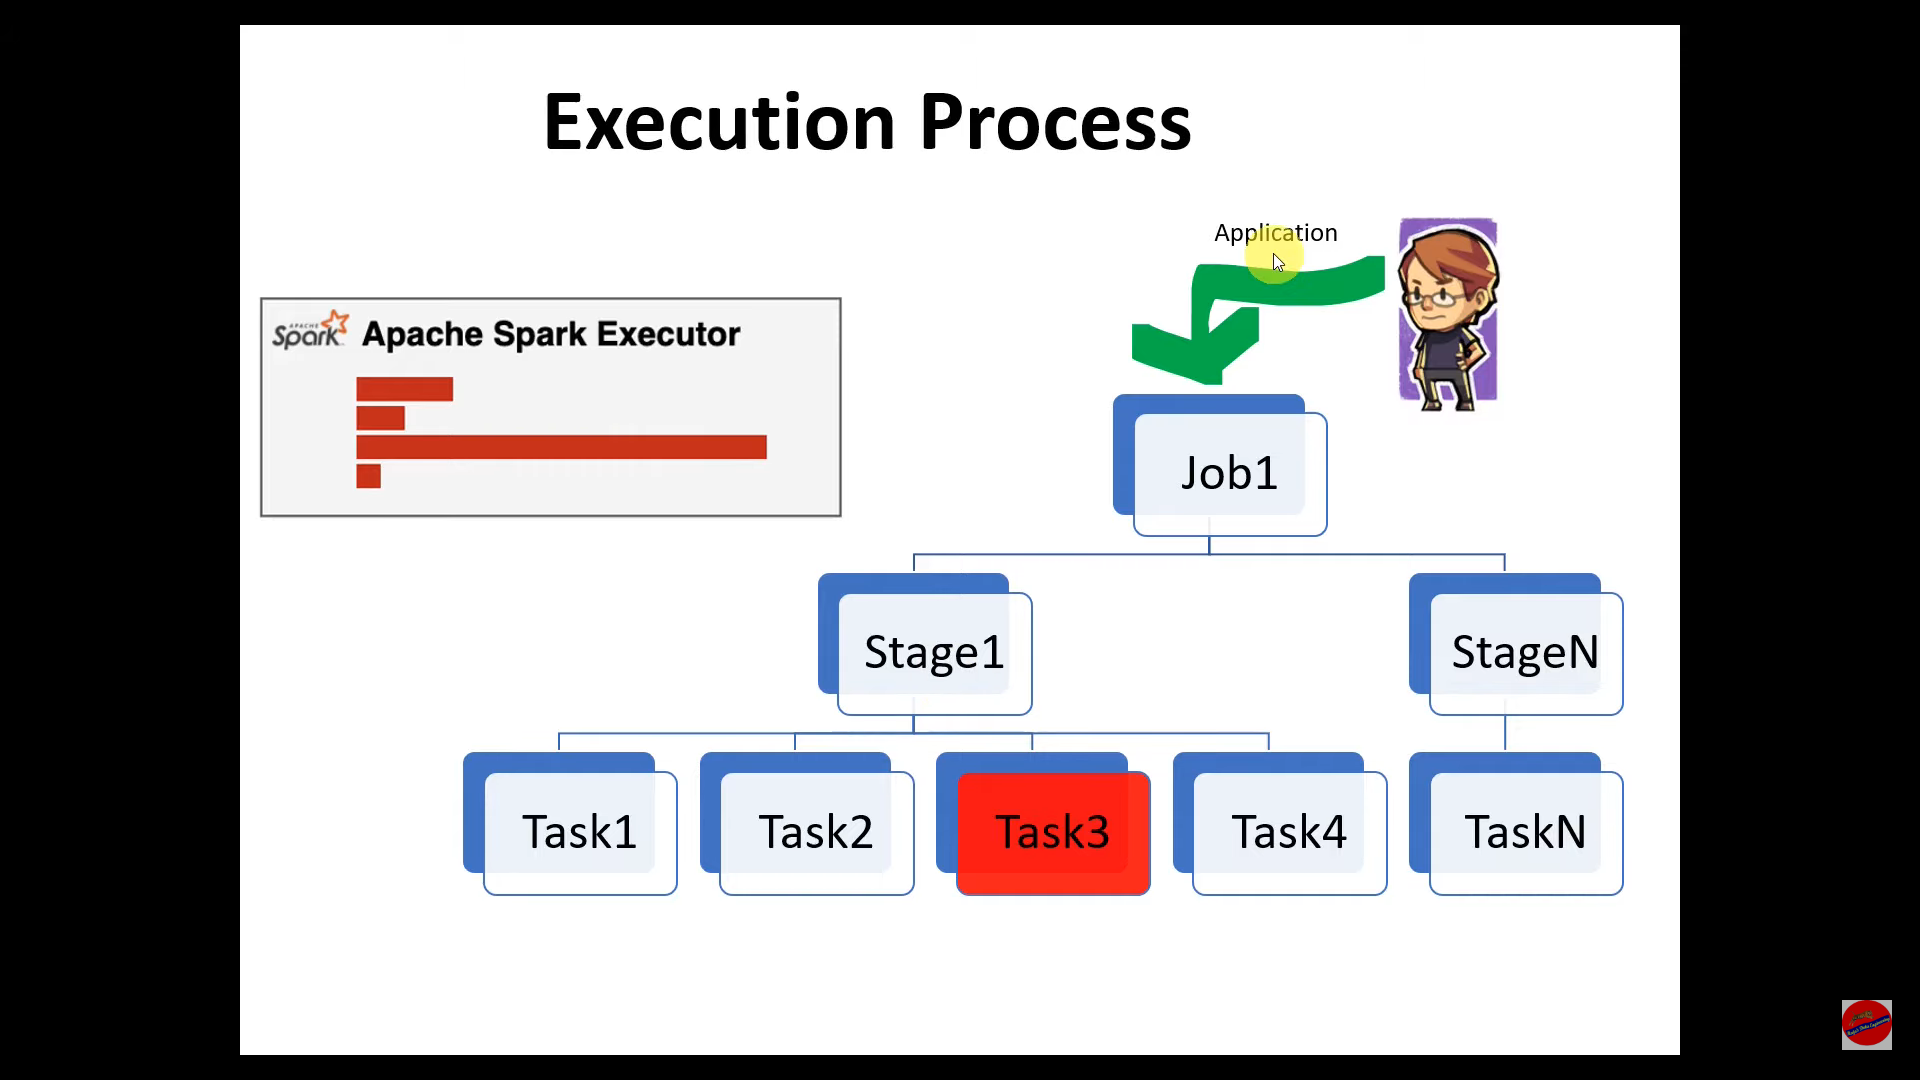 Execution Process
Application
APACHE
Spark
Apache Spark Executor
Job1
Stage1
StageN
Task1
Task2
Task3
Task4
TaskN